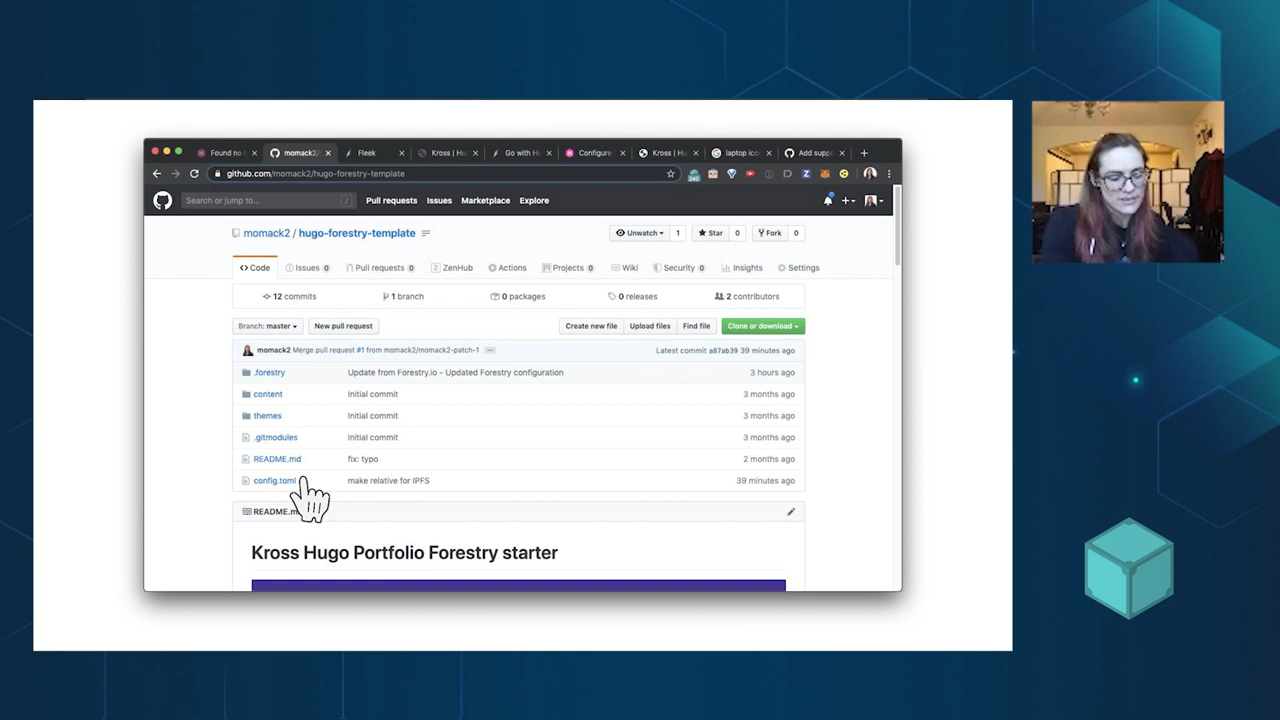 Found no momack2/ Fleek Kross | Hu Go with Hu Configure Kross | Hu laptop icon Add suppo
github.com/momack2/hugo-forestry-template
246
Search or jump to... / Pull requests Issues Marketplace Explore
momack2 / hugo-forestry-template
Unwatch 1 Star 0 Fork 0
Code Issues 0 Pull requests 0 ZenHub Actions Projects 0 Wiki Security 0 Insights Settings
12 commits 1 branch 0 packages 0 releases 2 contributors
Branch: master New pull request Create new file Upload files Find file Clone or download
momack2 Merge pull request #1 from momack2/momack2-patch-1 Latest commit a87ab39 39 minutes ago
.forestry Update from Forestry.io - Updated Forestry configuration 3 hours ago
content Initial commit 3 months ago
themes Initial commit 3 months ago
.gitmodules Initial commit 3 months ago
README.md fix: typo 2 months ago
config.toml make relative for IPFS 39 minutes ago
README.m
Kross Hugo Portfolio Forestry starter